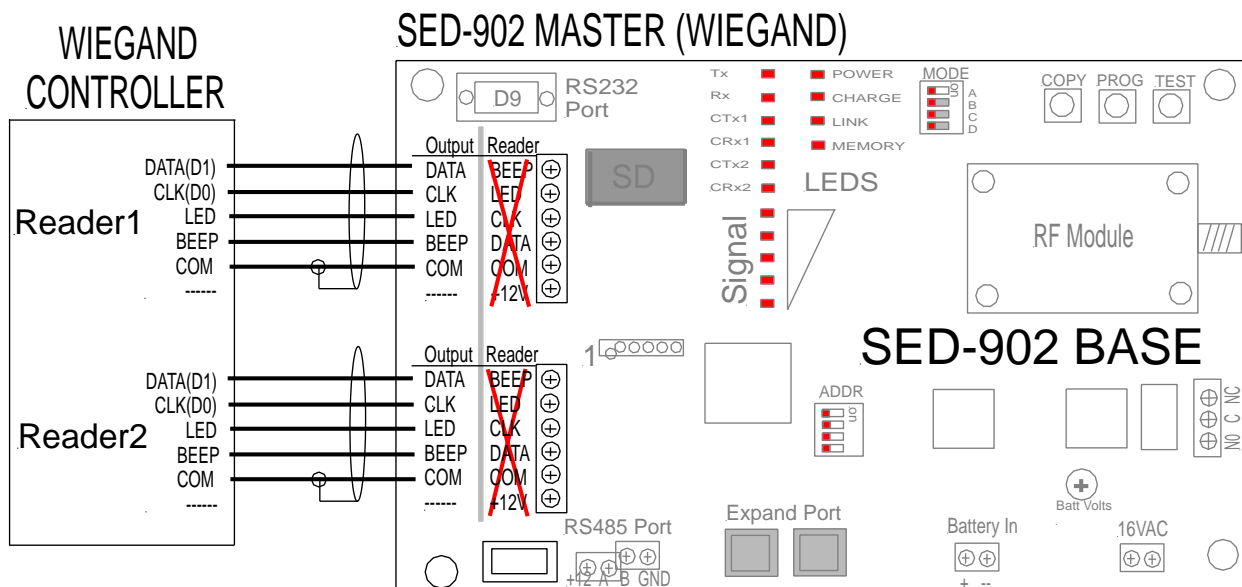 WIEGAND
CONTROLLER
DATA(D1)
CLK(D0)
LED
BEEP
COM
------
Reader1
DATA(D1)
CLK(D0)
LED
BEEP
COM
------
Reader2
SED-902 MASTER (WIEGAND)
D9
RS232
Port
Output Reader
DATA BEEP
CLK LED
LED CLK
BEEP DATA
COM COM
------ +12V
Output Reader
DATA BEEP
CLK LED
LED CLK
BEEP DATA
COM COM
------ +12V
SD
Tx
Rx
CTx1
CRx1
CTx2
CRx2
Signal
POWER
CHARGE
LINK
MEMORY
LEDS
MODE
on
A
B
C
D
COPY PROG TEST
RF Module
SED-902 BASE
1
ADDR
on
N0 C NC
Batt Volts
RS485 Port
+12 A B GND
Expand Port
Battery In
+ --
16VAC